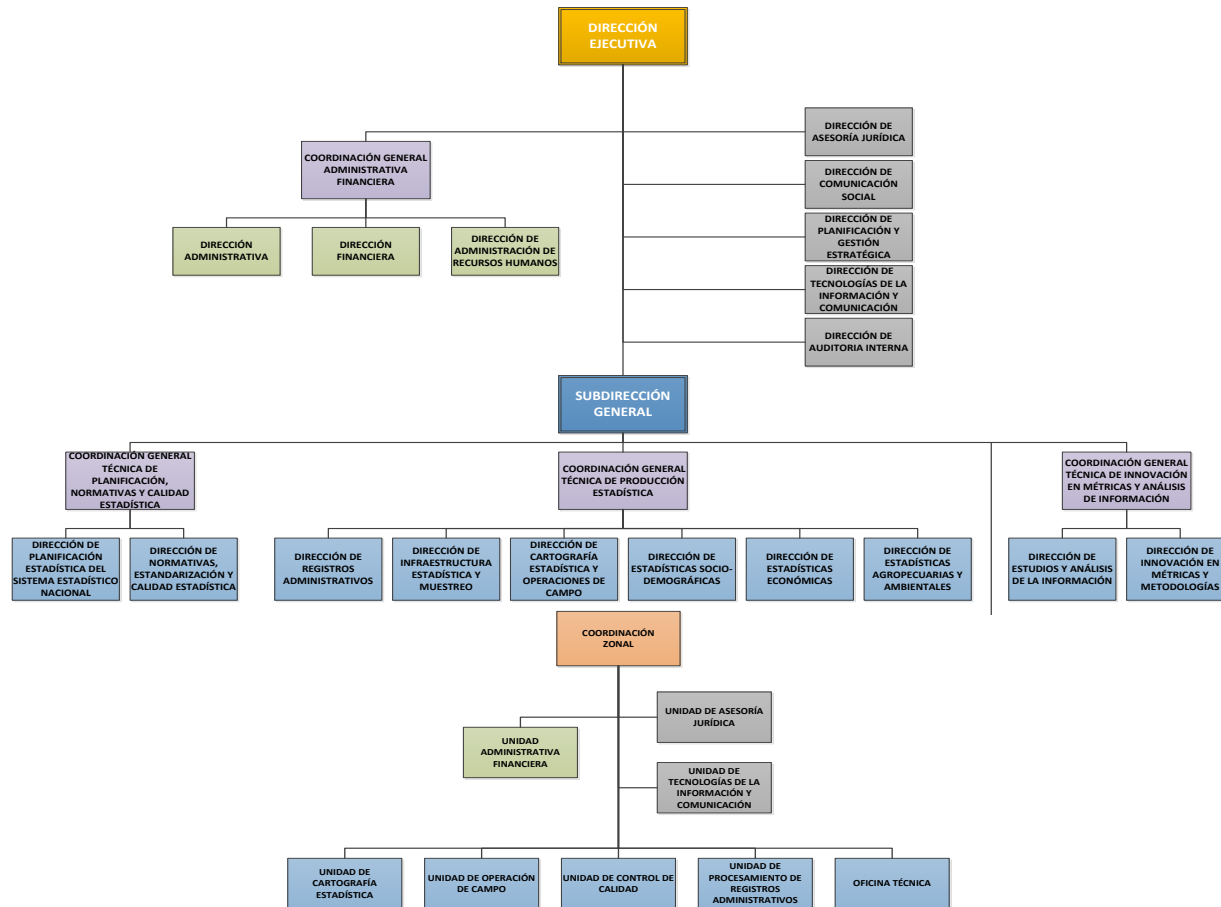 DIRECCIÓN
EJECUTIVA
DIRECCIÓN DE
ASESORÍA JURÍDICA
COORDINACIÓN GENERAL
ADMINISTRATIVA
FINANCIERA
DIRECCIÓN DE
COMUNICACIÓN
SOCIAL
DIRECCIÓN
ADMINISTRATIVA
DIRECCIÓN
FINANCIERA
DIRECCIÓN DE
ADMINISTRACIÓN DE
RECURSOS HUMANOS
DIRECCIÓN DE
PLANIFICACIÓN Y
GESTIÓN
ESTRATÉGICA
DIRECCIÓN DE
TECNOLOGÍAS DE LA
INFORMACIÓN Y
COMUNICACIÓN
DIRECCIÓN DE
AUDITORIA INTERNA
SUBDIRECCIÓN
GENERAL
COORDINACIÓN GENERAL
TÉCNICA DE
PLANIFICACIÓN,
NORMATIVAS Y CALIDAD
ESTADÍSTICA
COORDINACIÓN GENERAL
TÉCNICA DE PRODUCCIÓN
ESTADÍSTICA
COORDINACIÓN GENERAL
TÉCNICA DE INNOVACIÓN
EN MÉTRICAS Y ANÁLISIS
DE INFORMACIÓN
DIRECCIÓN DE
PLANIFICACIÓN
ESTADÍSTICA DEL
SISTEMA ESTADÍSTICO
NACIONAL
DIRECCIÓN DE
NORMATIVAS,
ESTANDARIZACIÓN Y
CALIDAD ESTADÍSTICA
DIRECCIÓN DE
REGISTROS
ADMINISTRATIVOS
DIRECCIÓN DE
INFRAESTRUCTURA
ESTADÍSTICA Y
MUESTREO
DIRECCIÓN DE
CARTOGRAFÍA
ESTADÍSTICA Y
OPERACIONES DE
CAMPO
DIRECCIÓN DE
ESTADÍSTICAS SOCIO-
DEMOGRÁFICAS
DIRECCIÓN DE
ESTADÍSTICAS
ECONÓMICAS
DIRECCIÓN DE
ESTADÍSTICAS
AGROPECUARIAS Y
AMBIENTALES
DIRECCIÓN DE
ESTUDIOS Y ANÁLISIS
DE LA INFORMACIÓN
DIRECCIÓN DE
INNOVACIÓN EN
MÉTRICAS Y
METODOLOGÍAS
COORDINACIÓN
ZONAL
UNIDAD DE ASESORÍA
JURÍDICA
UNIDAD
ADMINISTRATIVA
FINANCIERA
UNIDAD DE
TECNOLOGÍAS DE LA
INFORMACIÓN Y
COMUNICACIÓN
UNIDAD DE
CARTOGRAFÍA
ESTADÍSTICA
UNIDAD DE OPERACIÓN
DE CAMPO
UNIDAD DE CONTROL DE
CALIDAD
UNIDAD DE
PROCESAMIENTO DE
REGISTROS
ADMINISTRATIVOS
OFICINA TÉCNICA